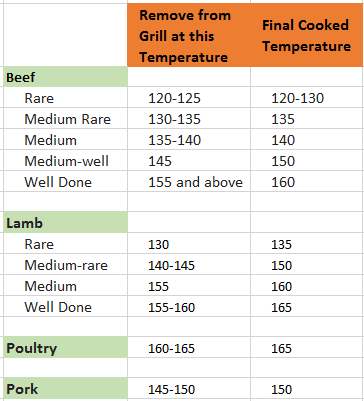 Remove from Grill at this Temperature Final Cooked Temperature
Beef
Rare 120-125 120-130
Medium Rare 130-135 135
Medium 135-140 140
Medium-well 145 150
Well Done 155 and above 160
Lamb
Rare 130 135
Medium-rare 140-145 150
Medium 155 160
Well Done 155-160 165
Poultry 160-165 165
Pork 145-150 150